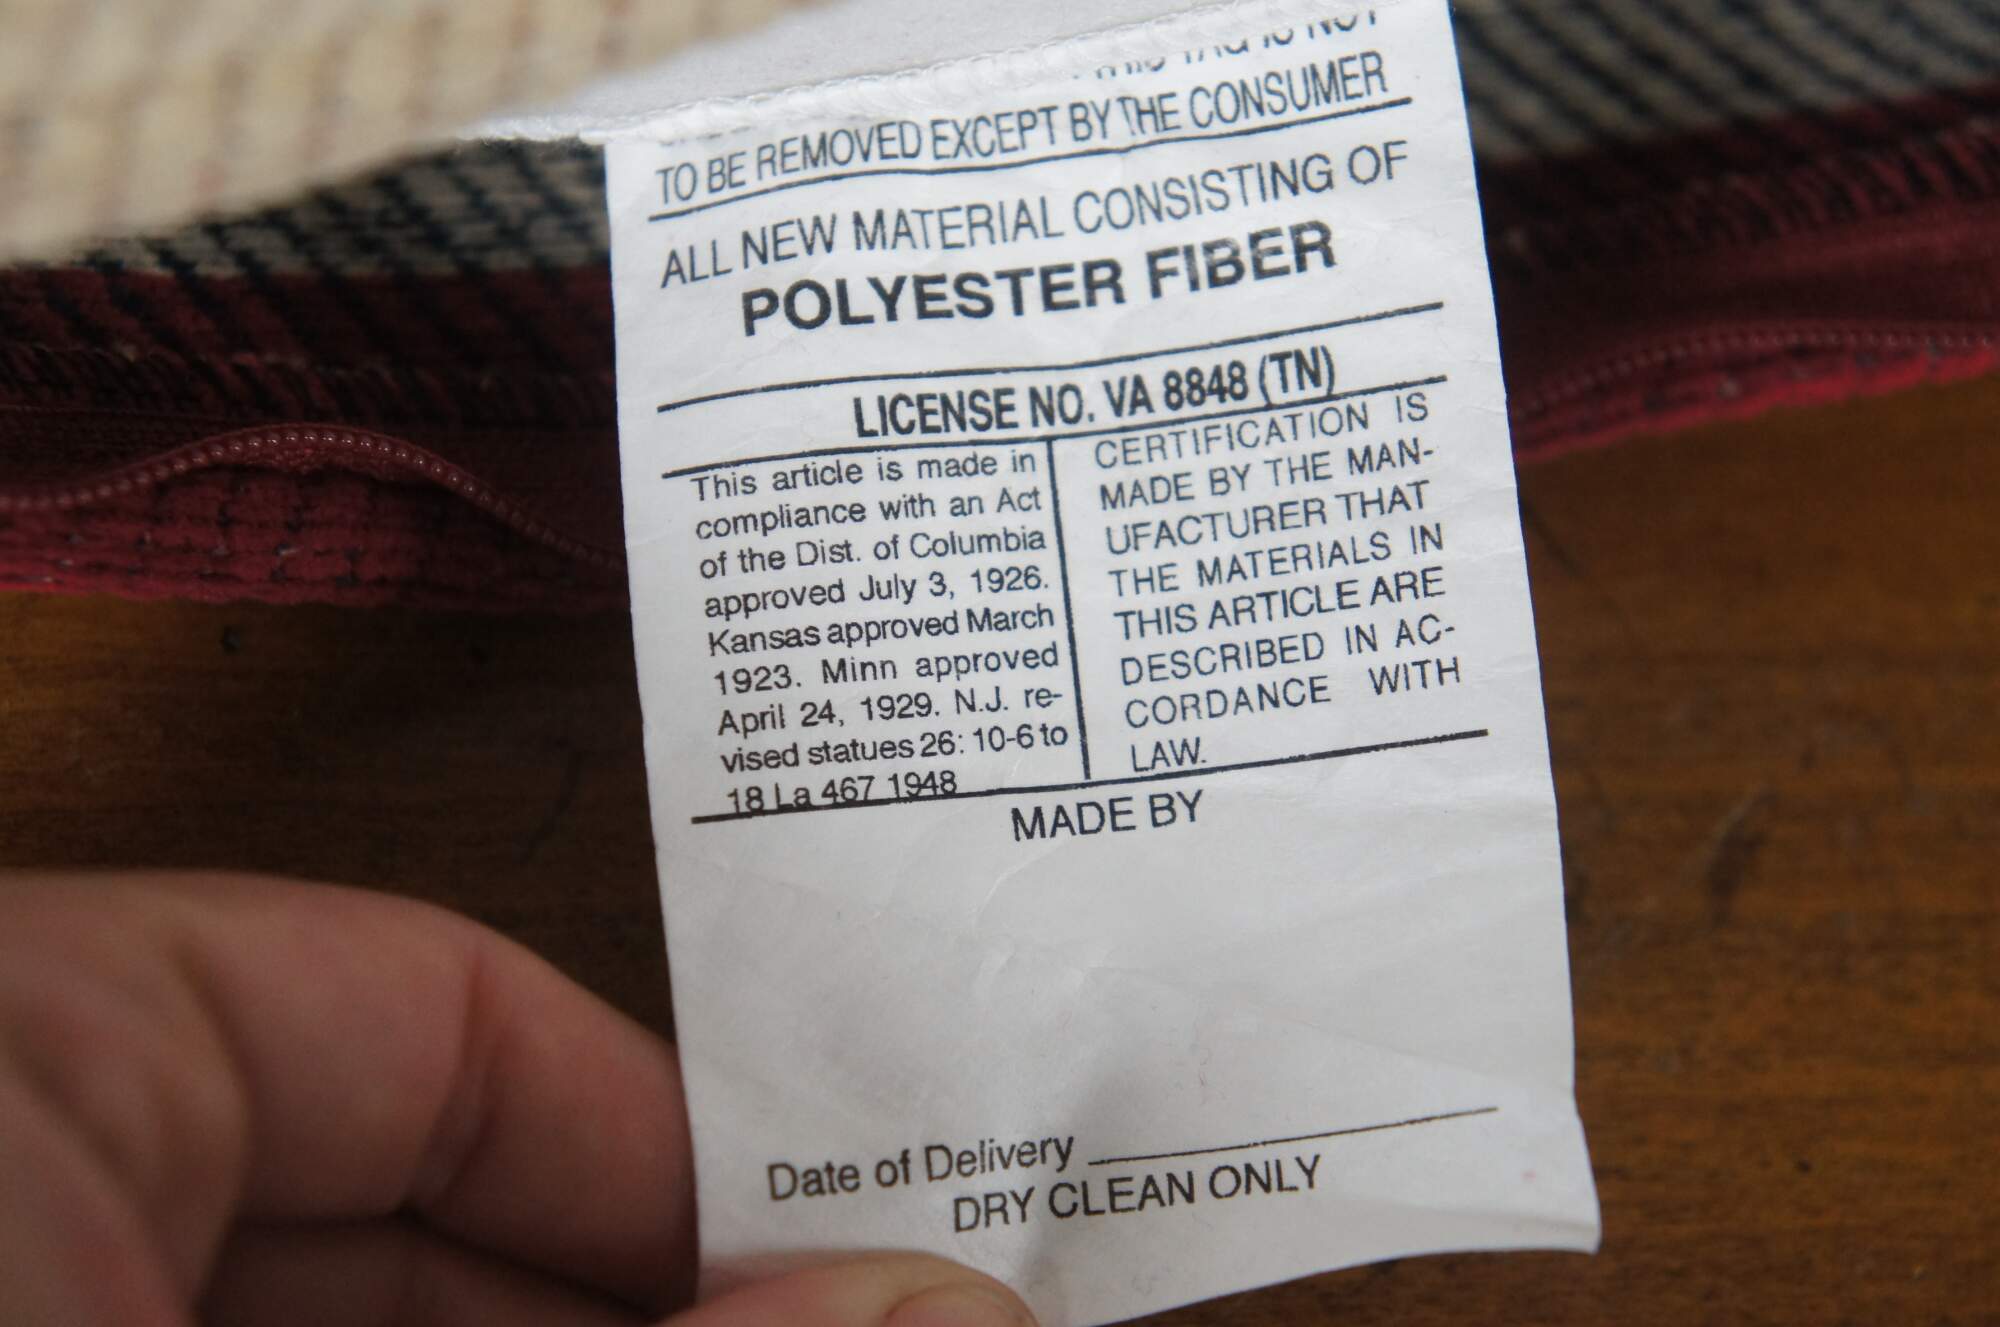 TAG IS NOT
TO BE REMOVED EXCEPT BY THE CONSUMER
ALL NEW MATERIAL CONSISTING OF
POLYESTER FIBER
LICENSE NO. VA 8848 (TN)
This article is made in
compliance with an Act
of the Dist. of Columbia
approved July 3, 1926.
Kansas approved March
1923. Minn approved
April 24, 1929. N.J. re-
vised statues 26: 10-6 to
18 La 467 1948
CERTIFICATION IS
MADE BY THE MAN-
UFACTURER THAT
THE MATERIALS IN
THIS ARTICLE ARE
DESCRIBED IN AC-
CORDANCE WITH
LAW.
MADE BY
Date of Delivery
DRY CLEAN ONLY